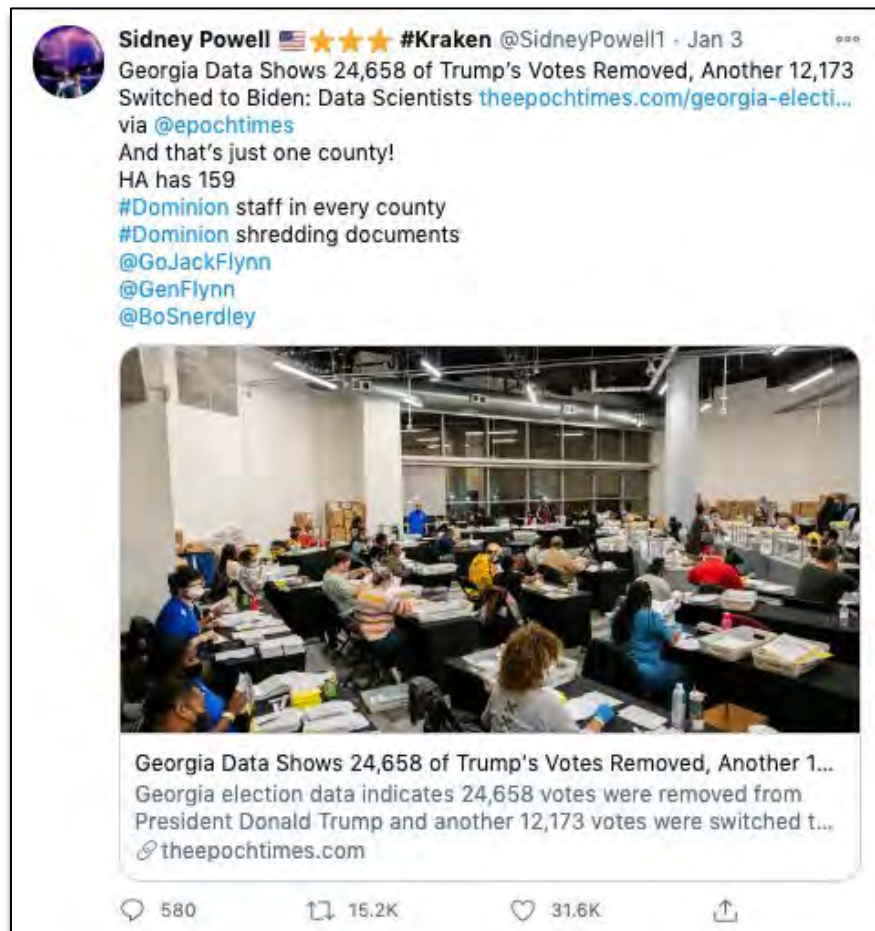 Sidney Powell 🇺🇸⭐⭐⭐ #Kraken @SidneyPowell1 · Jan 3
Georgia Data Shows 24,658 of Trump's Votes Removed, Another 12,173
Switched to Biden: Data Scientists theepochtimes.com/georgia-electi...
via @epochtimes
And that's just one county!
HA has 159
#Dominion staff in every county
#Dominion shredding documents
@GoJackFlynn
@GenFlynn
@BoSnerdley
Georgia Data Shows 24,658 of Trump's Votes Removed, Another 1...
Georgia election data indicates 24,658 votes were removed from
President Donald Trump and another 12,173 votes were switched t...
theepochtimes.com
580 15.2K 31.6K